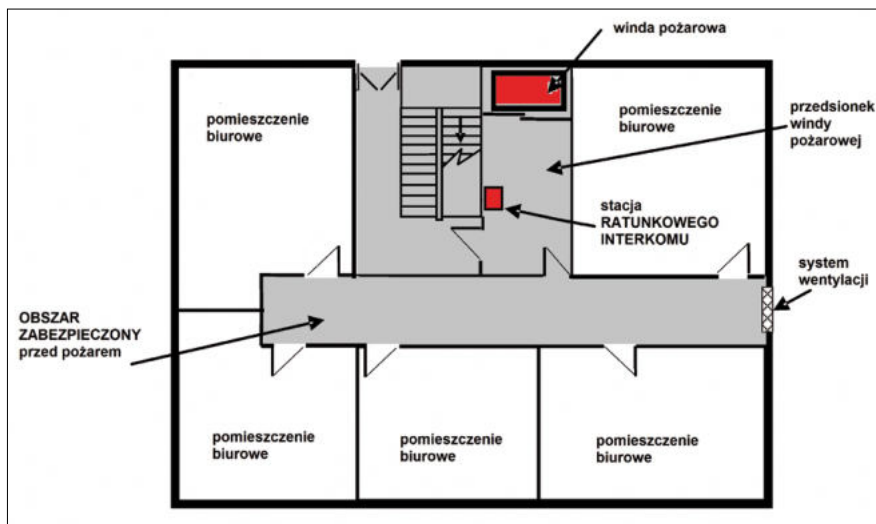 winda pożarowa
pomieszczenie
biurowe
pomieszczenie
biurowe
przedsionek
windy
pożarowej
stacja
RATUNKOWEGO
INTERKOMU
system
wentylacji
OBSZAR
ZABEZPIECZONY
przed pożarem
pomieszczenie
biurowe
pomieszczenie
biurowe
pomieszczenie
biurowe